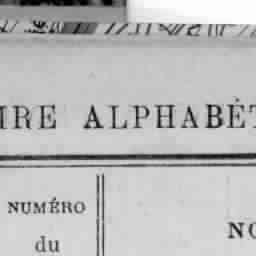 IRE ALPHABÉT
NUMÉRO
du
NO